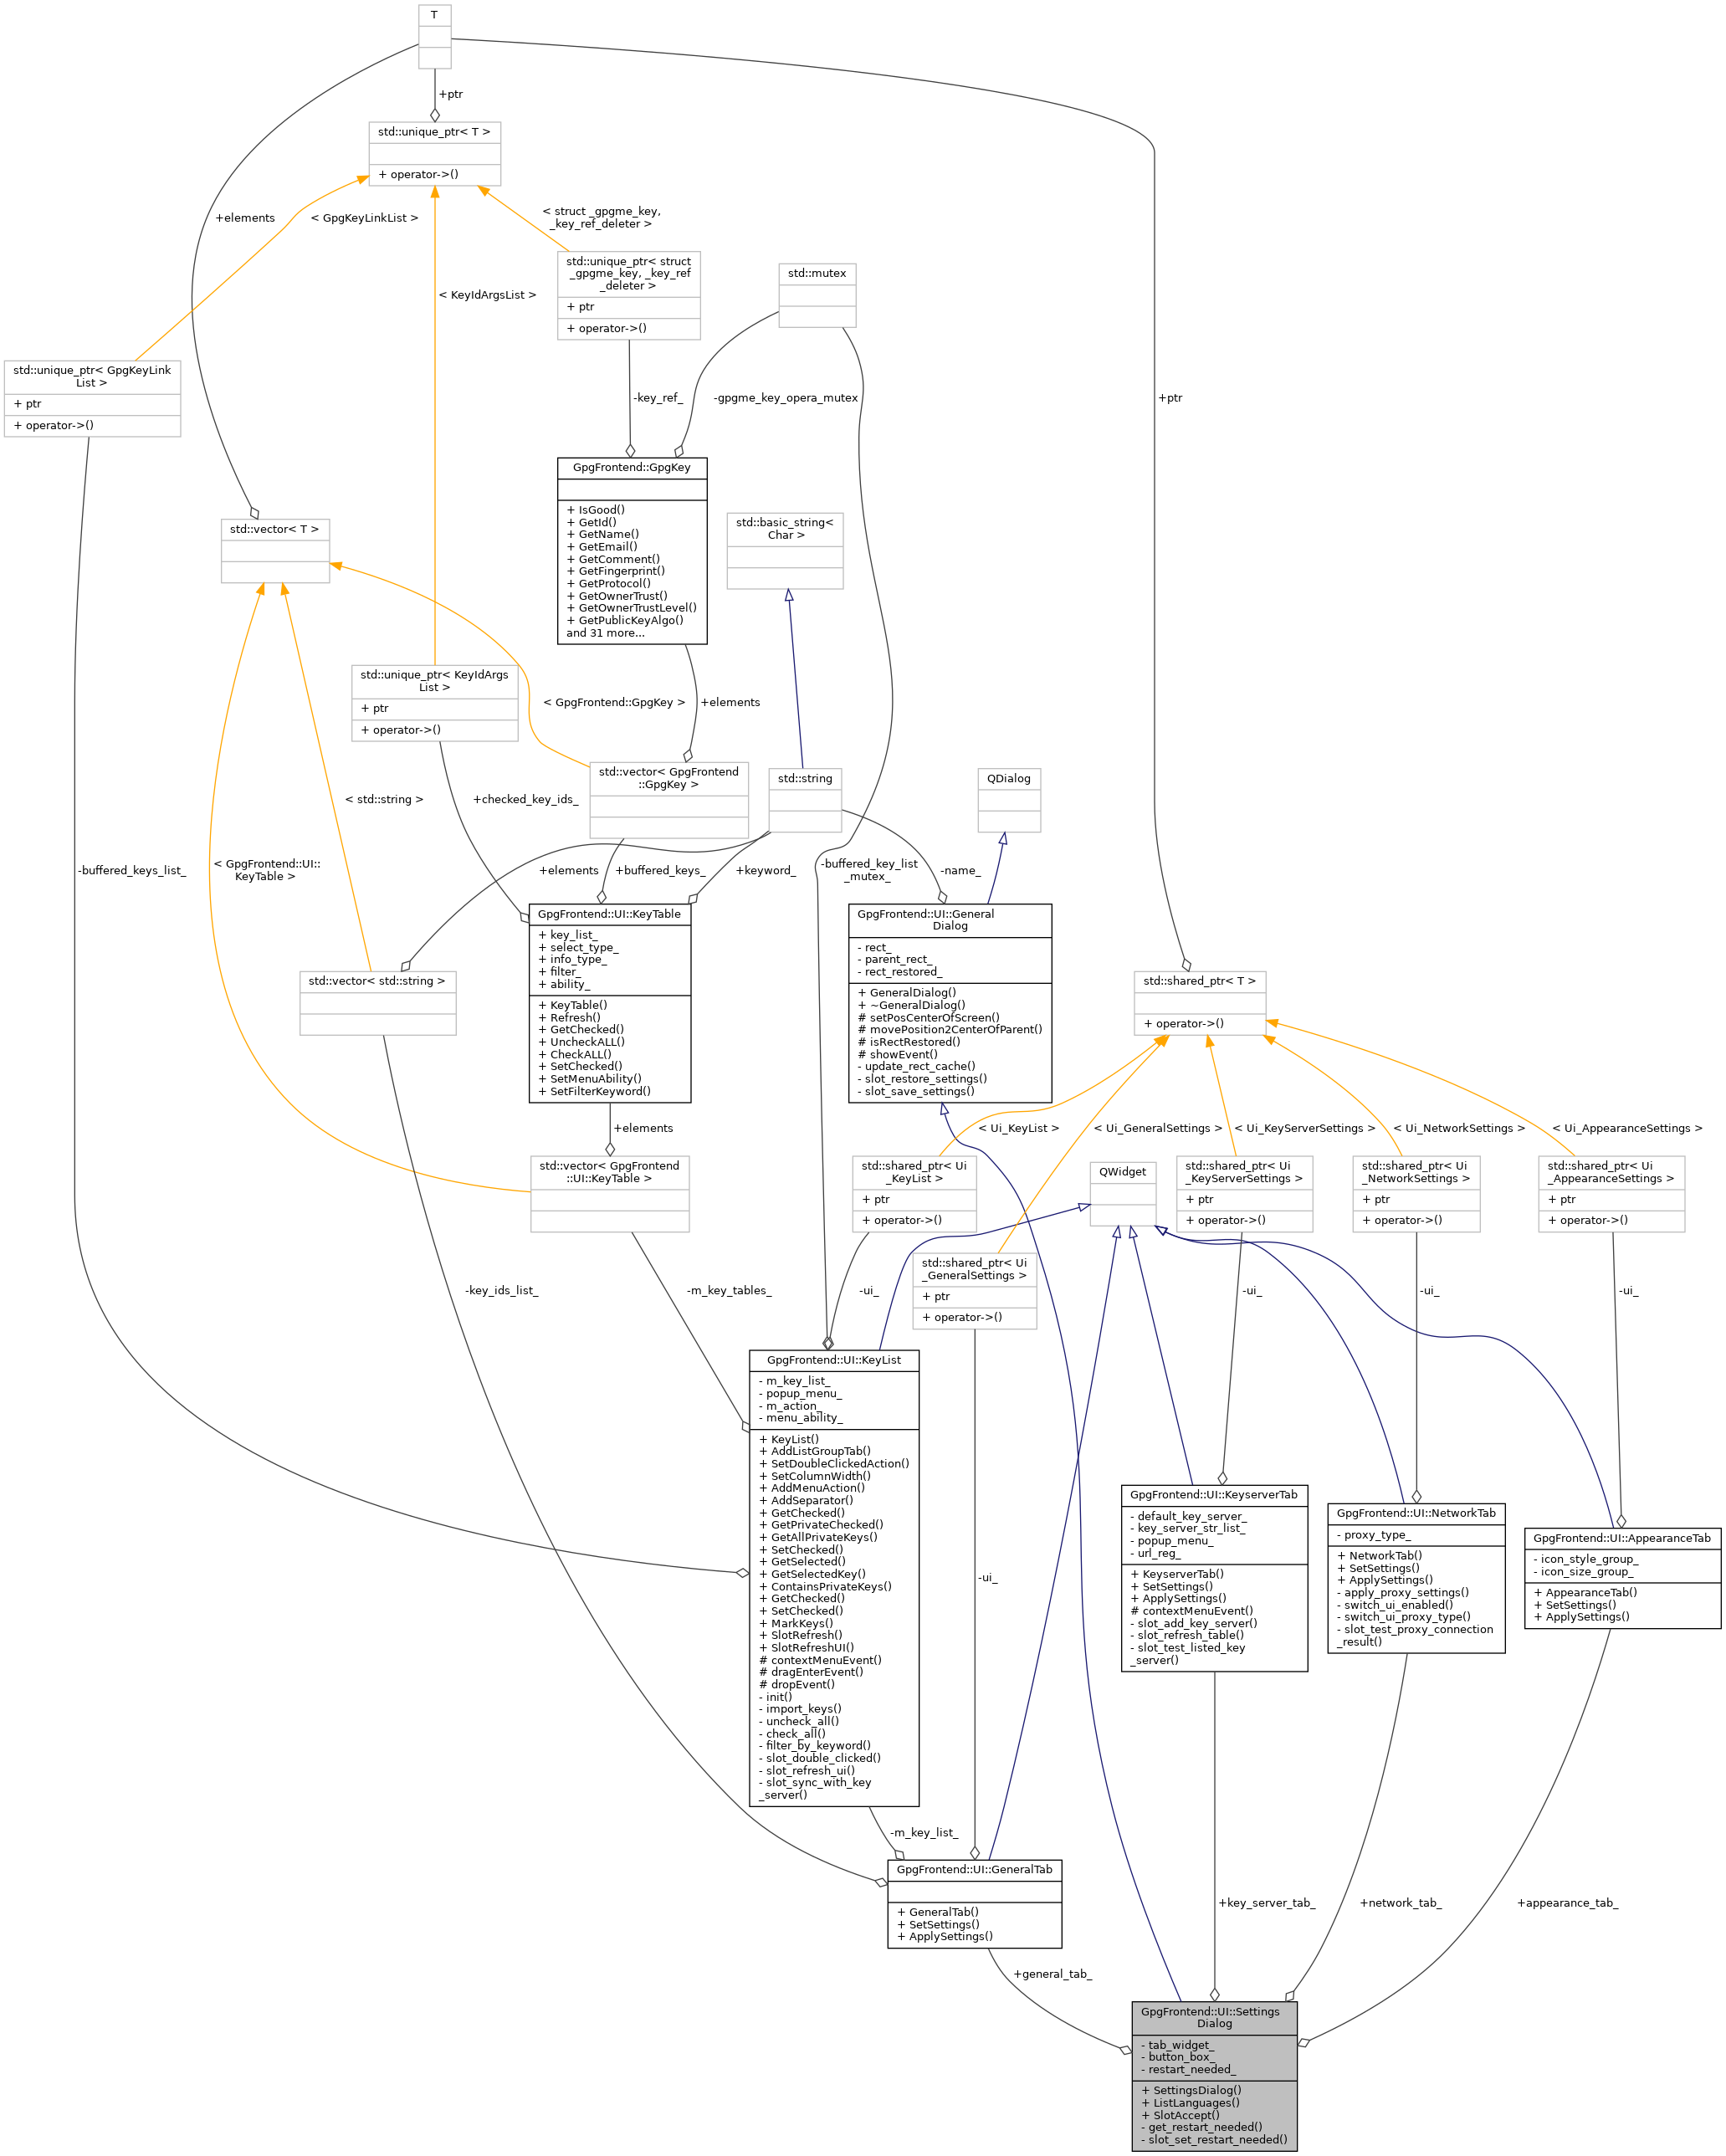 T
+ptr
std::unique_ptr< T >
+ operator->()
+elements
< GpgKeyLinkList >
< struct _gpgme_key,
_key_ref_deleter >
std::unique_ptr< struct
_gpgme_key, _key_ref
_deleter >
+ ptr
+ operator->()
std::mutex
< KeyIdArgsList >
std::unique_ptr< GpgKeyLink
List >
+ ptr
+ operator->()
-key_ref_
-gpgme_key_opera_mutex
+ptr
GpgFrontend::GpgKey
+ IsGood()
+ GetId()
+ GetName()
+ GetEmail()
+ GetComment()
+ GetFingerprint()
+ GetProtocol()
+ GetOwnerTrust()
+ GetOwnerTrustLevel()
+ GetPublicKeyAlgo()
and 31 more...
std::vector< T >
std::basic_string<
Char >
std::unique_ptr< KeyIdArgs
List >
+ ptr
+ operator->()
< GpgFrontend::GpgKey >
+elements
std::vector< GpgFrontend
::GpgKey >
std::string
QDialog
< std::string >
+checked_key_ids_
-buffered_keys_list_
< GpgFrontend::UI::
KeyTable >
+elements
+buffered_keys_
+keyword_
-buffered_key_list
_mutex_
-name_
GpgFrontend::UI::KeyTable
+ key_list_
+ select_type_
+ info_type_
+ filter_
+ ability_
+ KeyTable()
+ Refresh()
+ GetChecked()
+ UncheckALL()
+ CheckALL()
+ SetChecked()
+ SetMenuAbility()
+ SetFilterKeyword()
GpgFrontend::UI::General
Dialog
- rect_
- parent_rect_
- rect_restored_
+ GeneralDialog()
+ ~GeneralDialog()
# setPosCenterOfScreen()
# movePosition2CenterOfParent()
# isRectRestored()
# showEvent()
- update_rect_cache()
- slot_restore_settings()
- slot_save_settings()
std::vector< std::string >
std::shared_ptr< T >
+ operator->()
+elements
< Ui_KeyList >
< Ui_GeneralSettings >
< Ui_KeyServerSettings >
< Ui_NetworkSettings >
< Ui_AppearanceSettings >
std::vector< GpgFrontend
::UI::KeyTable >
std::shared_ptr< Ui
_KeyList >
+ ptr
+ operator->()
QWidget
std::shared_ptr< Ui
_KeyServerSettings >
+ ptr
+ operator->()
std::shared_ptr< Ui
_NetworkSettings >
+ ptr
+ operator->()
std::shared_ptr< Ui
_AppearanceSettings >
+ ptr
+ operator->()
std::shared_ptr< Ui
_GeneralSettings >
+ ptr
+ operator->()
-key_ids_list_
-m_key_tables_
-ui_
-ui_
-ui_
-ui_
GpgFrontend::UI::KeyList
- m_key_list_
- popup_menu_
- m_action_
- menu_ability_
+ KeyList()
+ AddListGroupTab()
+ SetDoubleClickedAction()
+ SetColumnWidth()
+ AddMenuAction()
+ AddSeparator()
+ GetChecked()
+ GetPrivateChecked()
+ GetAllPrivateKeys()
+ SetChecked()
+ GetSelected()
+ GetSelectedKey()
+ ContainsPrivateKeys()
+ GetChecked()
+ SetChecked()
+ MarkKeys()
+ SlotRefresh()
+ SlotRefreshUI()
# contextMenuEvent()
# dragEnterEvent()
# dropEvent()
- init()
- import_keys()
- uncheck_all()
- check_all()
- filter_by_keyword()
- slot_double_clicked()
- slot_refresh_ui()
- slot_sync_with_key
_server()
GpgFrontend::UI::KeyserverTab
- default_key_server_
- key_server_str_list_
- popup_menu_
- url_reg_
+ KeyserverTab()
+ SetSettings()
+ ApplySettings()
# contextMenuEvent()
- slot_add_key_server()
- slot_refresh_table()
- slot_test_listed_key
_server()
GpgFrontend::UI::NetworkTab
- proxy_type_
+ NetworkTab()
+ SetSettings()
+ ApplySettings()
- apply_proxy_settings()
- switch_ui_enabled()
- switch_ui_proxy_type()
- slot_test_proxy_connection
_result()
GpgFrontend::UI::AppearanceTab
- icon_style_group_
- icon_size_group_
+ AppearanceTab()
+ SetSettings()
+ ApplySettings()
-ui_
-m_key_list_
GpgFrontend::UI::GeneralTab
+ GeneralTab()
+ SetSettings()
+ ApplySettings()
+key_server_tab_
+network_tab_
+appearance_tab_
+general_tab_
GpgFrontend::UI::Settings
Dialog
- tab_widget_
- button_box_
- restart_needed_
+ SettingsDialog()
+ ListLanguages()
+ SlotAccept()
- get_restart_needed()
- slot_set_restart_needed()